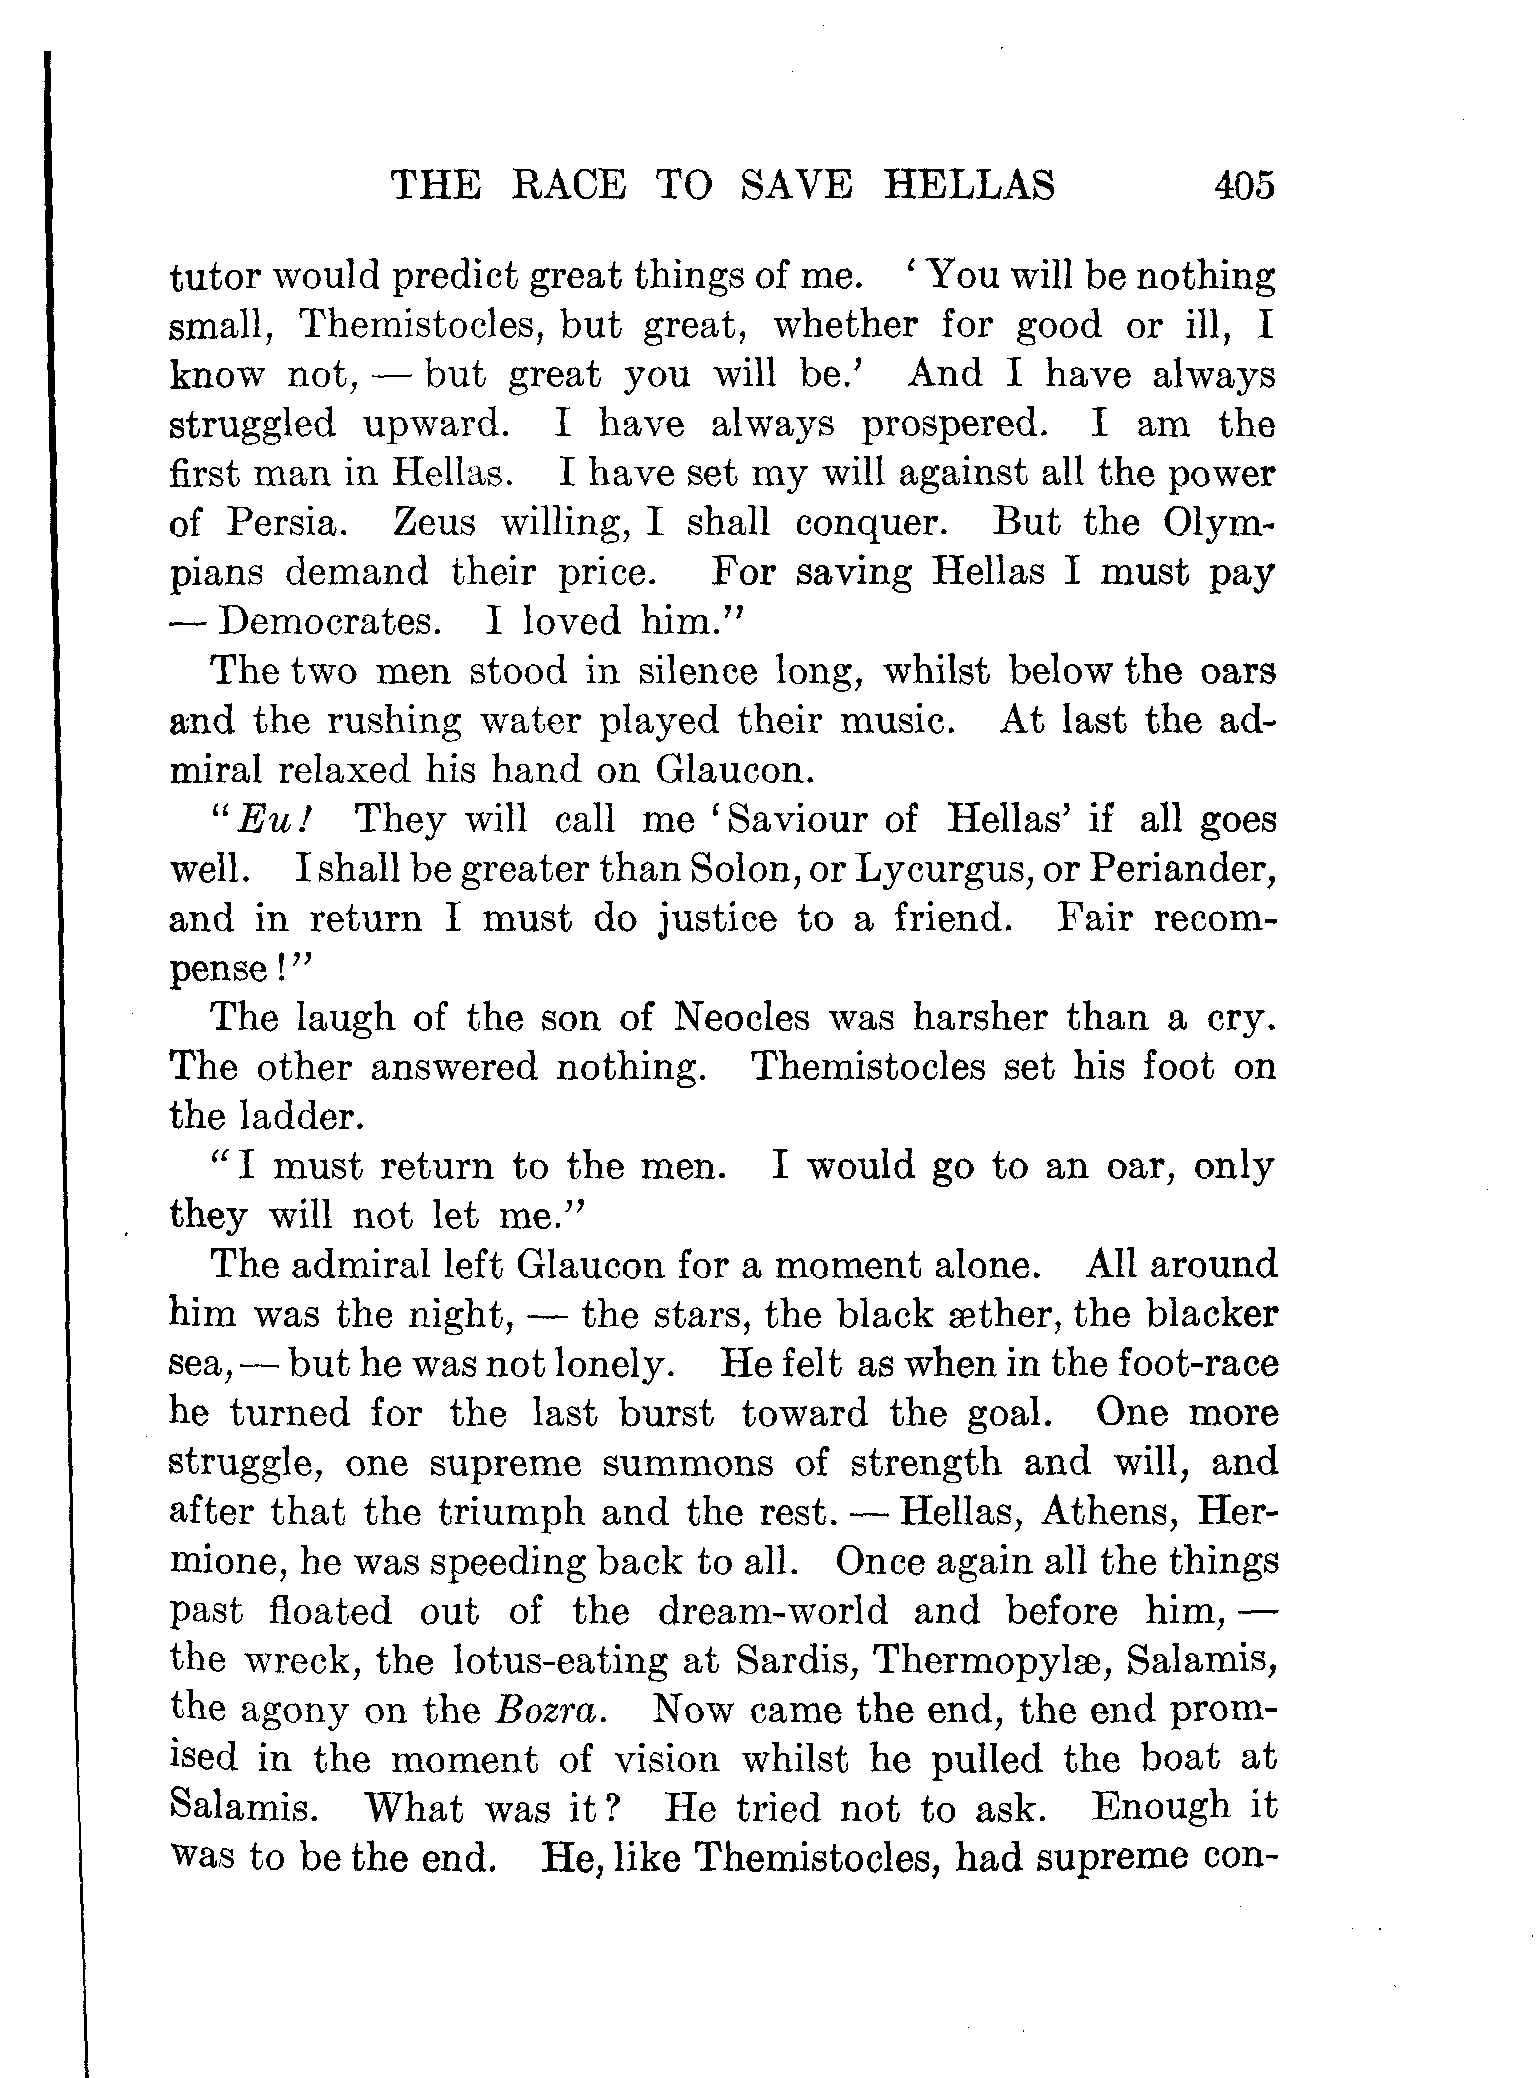 THE RACE TO SAVE HELLAS 405
tutor would predict great things of me. ‘You will be nothing
small, Themistocles, but great, whether for good or ill, I
know not, — but great you will be.’ And I have always
struggled upward. I have always prospered. I am the
first man in Hellas. I have set my will against all the power
of Persia. Zeus willing, I shall conquer. But the Olym-
pians demand their price. For saving Hellas I must pay
— Democrates. I loved him.”
The two men stood in silence long, whilst below the oars
and the rushing water played their music. At last the ad-
miral relaxed his hand on Glaucon.
“Eu! They will call me ‘Saviour of Hellas’ if all goes
well. I shall be greater than Solon, or Lycurgus, or Periander,
and in return I must do justice to a friend. Fair recom-
pense!”
The laugh of the son of Neocles was harsher than a cry.
The other answered nothing. Themistocles set his foot on
the ladder.
“I must return to the men. I would go to an oar, only
they will not let me.”
The admiral left Glaucon for a moment alone. All around
him was the night, — the stars, the black æther, the blacker
sea, — but he was not lonely. He felt as when in the foot-race
he turned for the last burst toward the goal. One more
struggle, one supreme summons of strength and will, and
after that the triumph and the rest. — Hellas, Athens, Her-
mione, he was speeding back to all. Once again all the things
past floated out of the dream-world and before him, —
the wreck, the lotus-eating at Sardis, Thermopylæ, Salamis,
the agony on the Bozra. Now came the end, the end prom-
ised in the moment of vision whilst he pulled the boat at
Salamis. What was it? He tried not to ask. Enough it
was to be the end. He, like Themistocles, had supreme con-